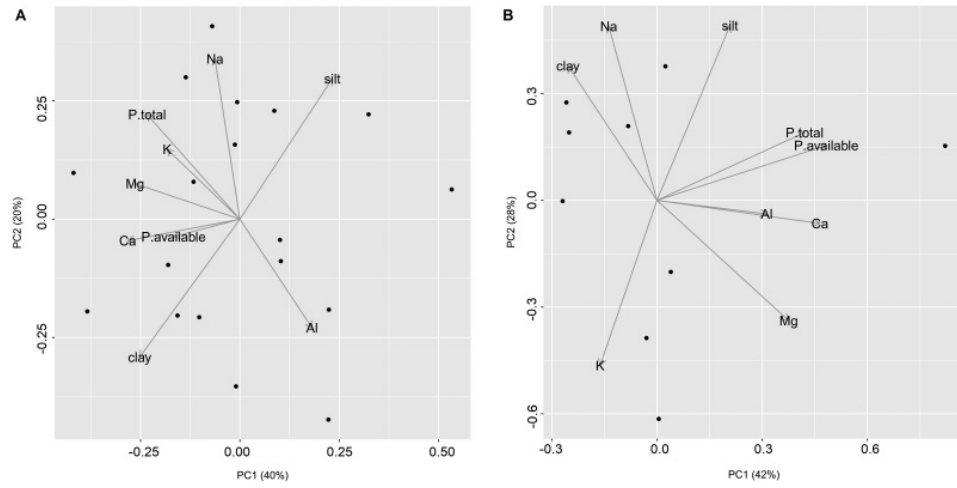 A
Na
silt
P.total
K
Mg
Ca
P.available
Al
clay
0.25
0.00
-0.25
PC2 (20%)
-0.25
0.00
0.25
0.50
PC1 (40%)
B
Na
silt
clay
P.total
P.available
Al
Ca
Mg
K
0.3
0.0
-0.3
-0.6
PC2 (28%)
-0.3
0.0
0.3
0.6
PC1 (42%)